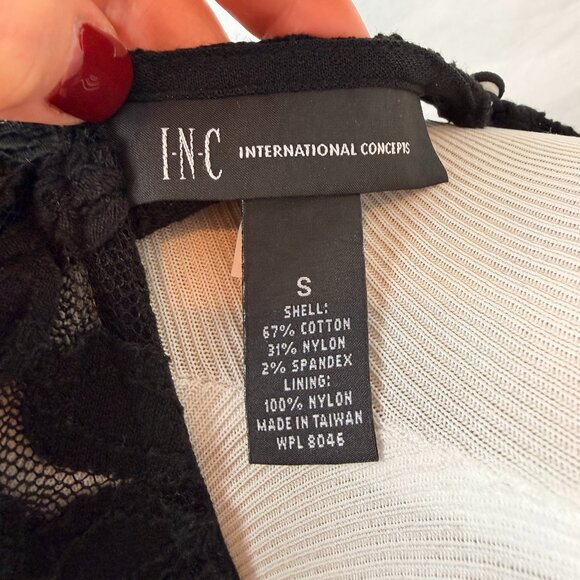 I·N·C INTERNATIONAL CONCEPTS
S
SHELL:
67% COTTON
31% NYLON
2% SPANDEX
LINING:
100% NYLON
MADE IN TAIWAN
WPL 8046